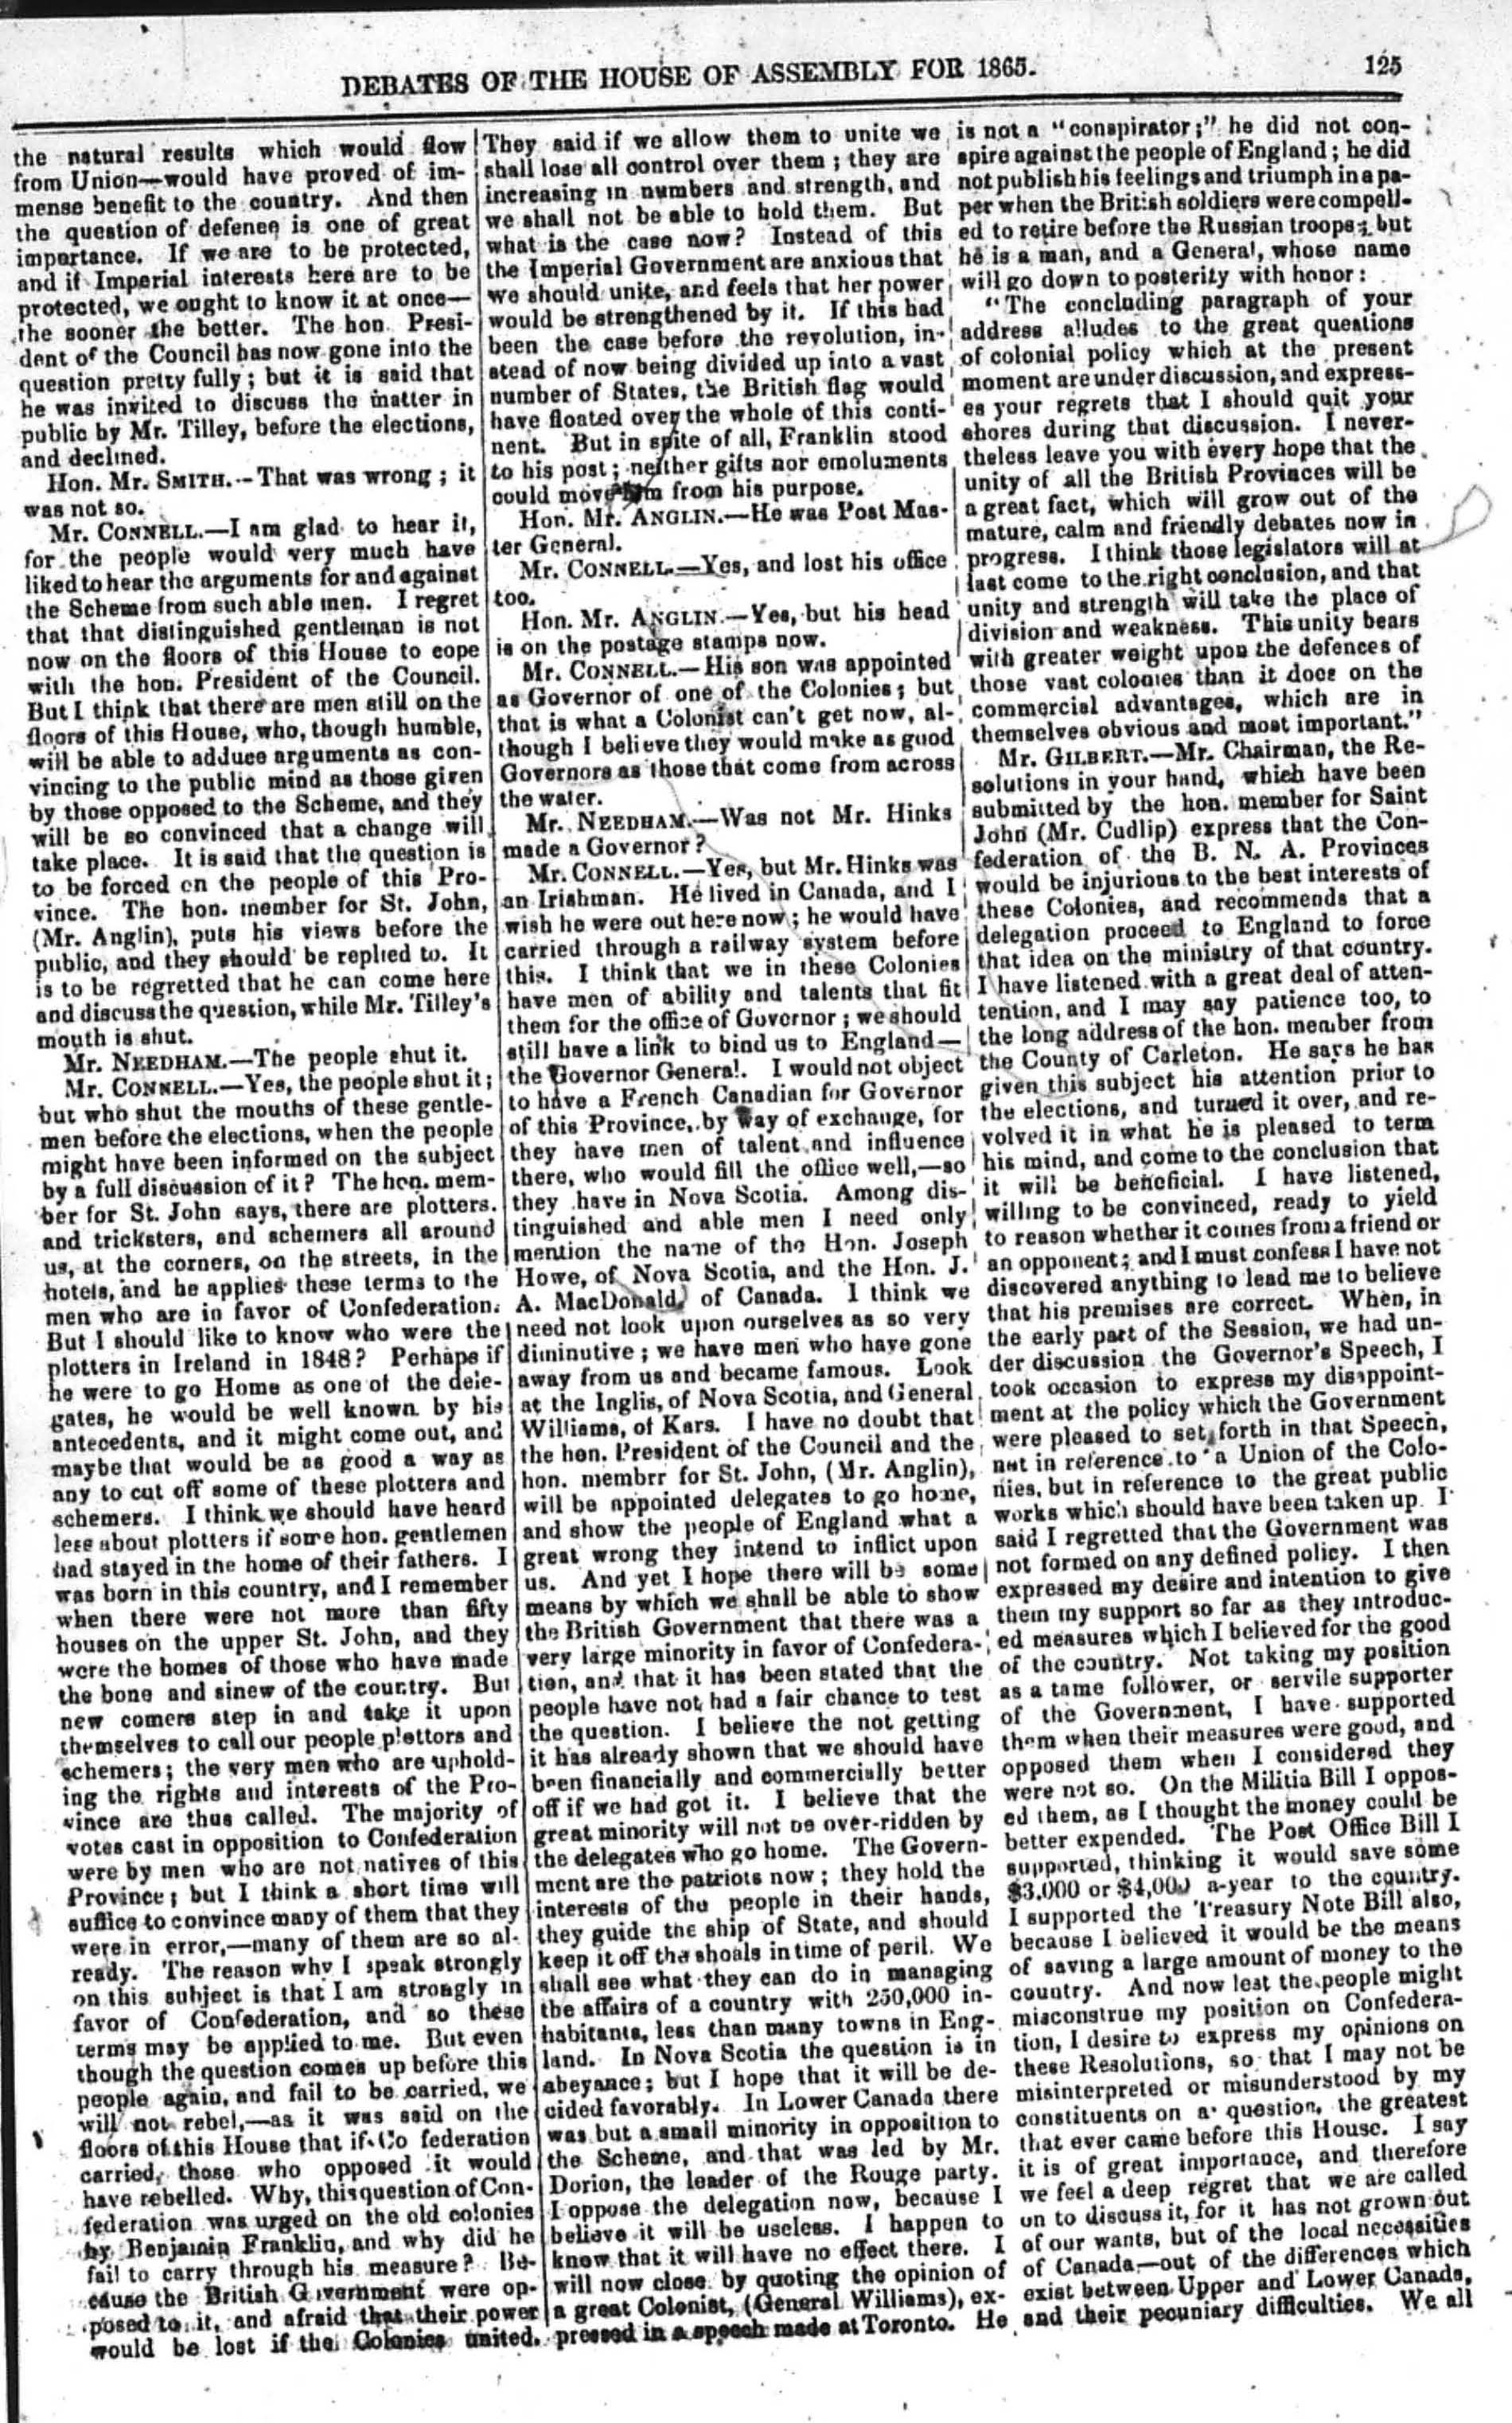 DEBATES OF THE HOUSE OF ASSEMBLY FOR 1865.
125
the natural results which would flow
from Union—would have proved of im-
mense benefit to the country. And then
the question of defence is one of great
importance. If we are to be protected,
and if Imperial interests here are to be
protected, we ought to know it at once—
the sooner the better. The hon. Presi-
dent of the Council has now gone into the
question pretty fully; but it is said that
he was invited to discuss the matter in
public by Mr. Tilley, before the elections,
and declined.
Hon. Mr. SMITH.--That was wrong; it
was not so.
Mr. CONNELL.—I am glad to hear it,
for the people would very much have
liked to hear the arguments for and against
the Scheme from such able men. I regret
that that distinguished gentleman is not
now on the floors of this House to cope
with the hon. President of the Council.
But I think that there are men still on the
floors of this House, who, though humble,
will be able to adduce arguments as con-
vincing to the public mind as those given
by those opposed to the Scheme, and they
will be so convinced that a change will
take place. It is said that the question is
to be forced on the people of this Pro-
vince. The hon. member for St. John,
(Mr. Anglin), puts his views before the
public, and they should be replied to. It
is to be regretted that he can come here
and discuss the question, while Mr. Tilley's
mouth is shut.
Mr. NEEDHAM.—The people shut it.
Mr. CONNELL.—Yes, the people shut it;
but who shut the mouths of these gentle-
men before the elections, when the people
might have been informed on the subject
by a full discussion of it? The hon. mem-
ber for St. John says, there are plotters.
and tricksters, and schemers all around
us, at the corners, on the streets, in the
hotels, and he applies these terms to the
men who are in favor of Confederation.
But I should like to know who were the
plotters in Ireland in 1848? Perhaps if
he were to go Home as one of the dele-
gates, he would be well known by his
antecedents, and it might come out, and
maybe that would be as good a way as
any to cut off some of these plotters and
schemers. I think we should have heard
less about plotters if some hon. gentlemen
had stayed in the home of their fathers. I
was born in this country, and I remember
when there were not more than fifty
houses on the upper St. John, and they
were the homes of those who have made
the bone and sinew of the country. But
new comers step in and take it upon
themselves to call our people plottors and
schemers; the very men who are uphold-
ing the rights and interests of the Pro-
vince are thus called. The majority of
votes cast in opposition to Confederation
were by men who are not natives of this
Province; but I think a short time will
suffice to convince many of them that they
were in error,—many of them are so al-
ready. The reason why I speak strongly
on this subject is that I am strongly in
favor of Confederation, and so these
terms may be applied to me. But even
though the question comes up before this
people again, and fail to be carried, we
will not rebel,—as it was said on the
floors of this House that if Co federation
carried, those who opposed it would
have rebelled. Why, this question of Con-
federation was urged on the old colonies
by Benjamin Franklin, and why did he
fail to carry through his measure? Be-
cause the British Government were op-
posed to it, and afraid that their power
would be lost if the Colonies united.
They said if we allow them to unite we
shall lose all control over them; they are
increasing in numbers and strength, and
we shall not be able to hold them. But
what is the case now? Instead of this
the Imperial Government are anxious that
we should unite, and feels that her power
would be strengthened by it. If this had
been the case before the revolution, in-
stead of now being divided up into a vast
number of States, the British flag would
have floated over the whole of this conti-
nent. But in spite of all, Franklin stood
to his post; neither gifts nor emoluments
could move him from his purpose.
Hon. Mr. ANGLIN.—He was Post Mas-
ter General.
Mr. CONNELL.—Yes, and lost his office
too.
Hon. Mr. ANGLIN.—Yes, but his head
is on the postage stamps now.
Mr. CONNELL.—His son was appointed
as Governor of one of the Colonies; but
that is what a Colonist can't get now, al-
though I believe they would make as good
Governors as those that come from across
the water.
Mr. NEEDHAM.—Was not Mr. Hinks
made a Governor?
Mr. CONNELL.—Yes, but Mr. Hinks was
an Irishman. He lived in Canada, and I
wish he were out here now; he would have
carried through a railway system before
this. I think that we in these Colonies
have men of ability and talents that fit
them for the office of Governor; we should
still have a link to bind us to England—
the Governor General. I would not object
to have a French Canadian for Governor
of this Province, by way of exchange, for
they have men of talent and influence
there, who would fill the office well,—so
they have in Nova Scotia. Among dis-
tinguished and able men I need only
mention the name of the Hon. Joseph
Howe, of Nova Scotia, and the Hon. J.
A. MacDonald, of Canada. I think we
need not look upon ourselves as so very
diminutive; we have men who have gone
away from us and became famous. Look
at the Inglis, of Nova Scotia, and General
Williams, of Kars. I have no doubt that
the hon. President of the Council and the
hon. membrr for St. John, (Mr. Anglin),
will be appointed delegates to go home,
and show the people of England what a
great wrong they intend to inflict upon
us. And yet I hope there will be some
means by which we shall be able to show
the British Government that there was a
very large minority in favor of Confedera-
tion, and that it has been stated that the
people have not had a fair chance to test
the question. I believe the not getting
it has already shown that we should have
been financially and commercially better
off if we had got it. I believe that the
great minority will not be over-ridden by
the delegates who go home. The Govern-
ment are the patriots now; they hold the
interests of the people in their hands,
they guide the ship of State, and should
keep it off the shoals in time of peril. We
shall see what they can do in managing
the affairs of a country with 250,000 in-
habitants, less than many towns in Eng-
land. In Nova Scotia the question is in
abeyance; but I hope that it will be de-
cided favorably. In Lower Canada there
was but a small minority in opposition to
the Scheme, and that was led by Mr.
Dorion, the leader of the Rouge party.
I oppose the delegation now, because I
believe it will be useless. I happen to
know that it will have no effect there. I
will now close by quoting the opinion of
a great Colonist, (General Williams), ex-
pressed in a speech made at Toronto. He
is not a "conspirator;" he did not con-
spire against the people of England; he did
not publish his feelings and triumph in a pa-
per when the British soldiers were compell-
ed to retire before the Russian troops; but
he is a man, and a General, whose name
will go down to posterity with honor:
"The concluding paragraph of your
address alludes to the great questions
of colonial policy which at the present
moment are under discussion, and express-
es your regrets that I should quit your
shores during that discussion. I never-
theless leave you with every hope that the
unity of all the British Provinces will be
a great fact, which will grow out of the
mature, calm and friendly debates now in
progress. I think those legislators will at
last come to the right conclusion, and that
unity and strength will take the place of
division and weakness. This unity bears
with greater weight upon the defences of
those vast colonies than it does on the
commercial advantages, which are in
themselves obvious and most important."
Mr. GILBERT.—Mr. Chairman, the Re-
solutions in your hand, which have been
submitted by the hon. member for Saint
John (Mr. Cudlip) express that the Con-
federation of the B. N. A. Provinces
would be injurious to the best interests of
these Colonies, and recommends that a
delegation proceed to England to force
that idea on the ministry of that country.
I have listened with a great deal of atten-
tention, and I may say patience too, to
the long address of the hon. member from
the County of Carleton. He says he has
given this subject his attention prior to
the elections, and turned it over, and re-
volved it in what he is pleased to term
his mind, and come to the conclusion that
it will be beneficial. I have listened,
willing to be convinced, ready to yield
to reason whether it comes from a friend or
an opponent; and I must confess I have not
discovered anything to lead me to believe
that his premises are correct. When, in
the early part of the Session, we had un-
der discussion the Governor's Speech, I
took occasion to express my disappoint-
ment at the policy which the Government
were pleased to set forth in that Speech,
not in reference to a Union of the Colo-
nies, but in reference to the great public
works which should have been taken up. I
said I regretted that the Government was
not formed on any defined policy. I then
expressed my desire and intention to give
them my support so far as they introduc-
ed measures which I believed for the good
of the country. Not taking my position
as a tame follower, or servile supporter
of the Government, I have supported
them when their measures were good, and
opposed them when I considered they
were not so. On the Militia Bill I oppos-
ed them, as I thought the money could be
better expended. The Post Office Bill I
supported, thinking it would save some
$3,000 or $4,000 a-year to the country.
I supported the Treasury Note Bill also,
because I believed it would be the means
of saving a large amount of money to the
country. And now lest the people might
misconstrue my position on Confedera-
tion, I desire to express my opinions on
these Resolutions, so that I may not be
misinterpreted or misunderstood by my
constituents on a question, the greatest
that ever came before this House. I say
it is of great importance, and therefore
we feel a deep regret that we are called
on to discuss it, for it has not grown out
of our wants, but of the local necessities
of Canada—out of the differences which
exist between Upper and Lower Canada,
and their pecuniary difficulties. We all